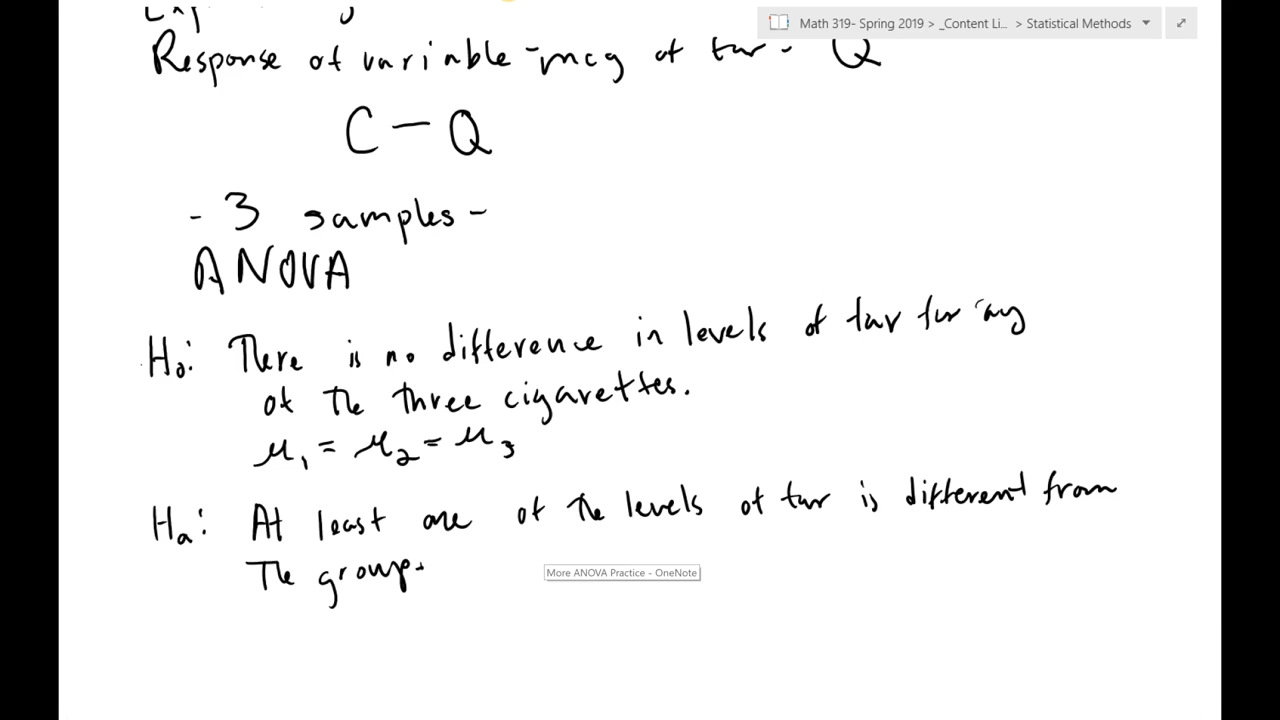 Math 319- Spring 2019 > _Content Li... > Statistical Methods
Response of variable - mcg of tar - Q
C - Q
- 3 samples -
ANOVA
H₀: There is no difference in levels of tar for any
of the three cigarettes.
μ₁ = μ₂ = μ₃
Hₐ: At least one of the levels of tar is different from
The group.
More ANOVA Practice - OneNote